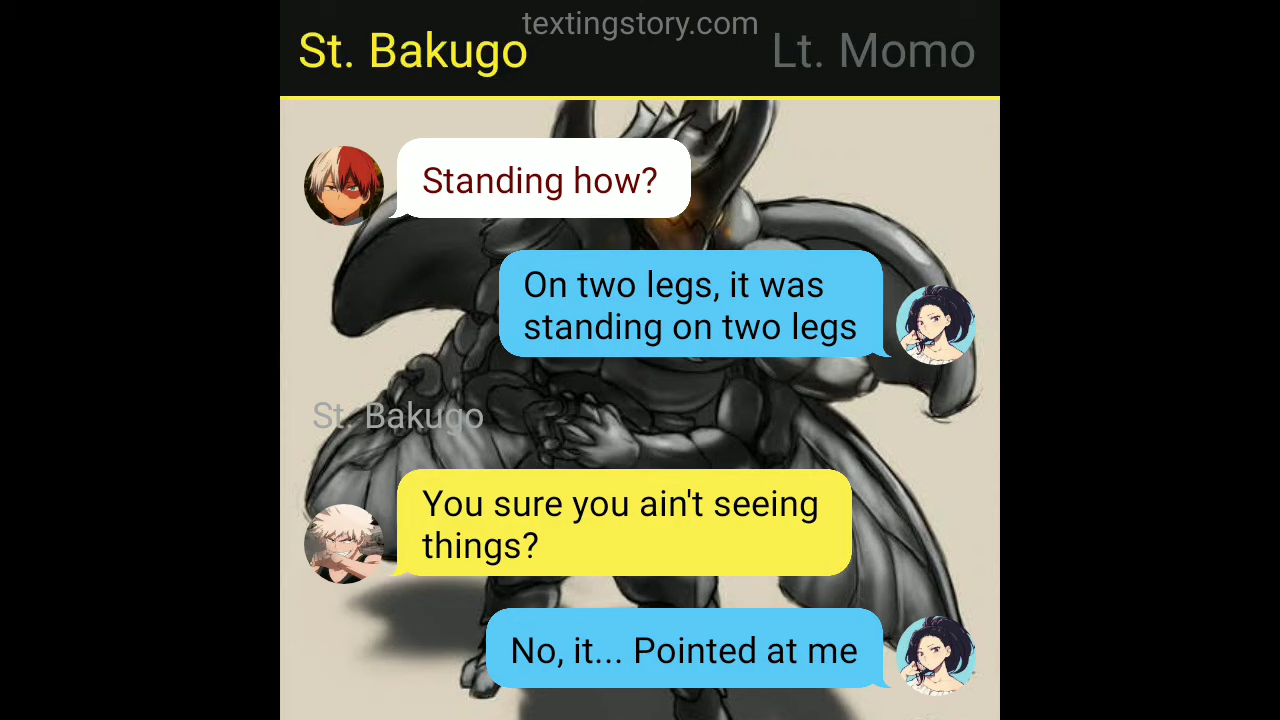 textingstory.com
St. Bakugo
Lt. Momo
Standing how?
On two legs, it was
standing on two legs
St. Bakugo
You sure you ain't seeing
things?
No, it... Pointed at me